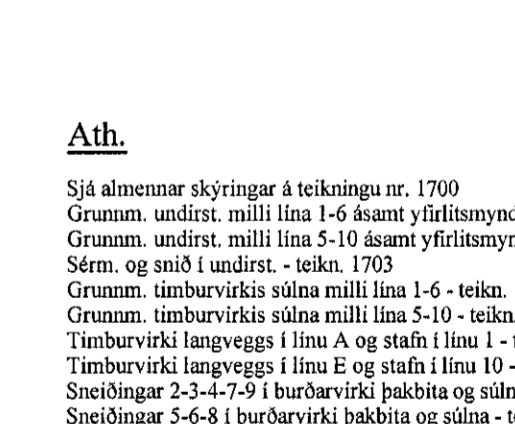 Ath.
Sjá almennar skýringar á teikningu nr. 1700
Grunnm. undirst. milli lína 1-6 ásamt yfirlitsmynd
Grunnm. undirst. milli lína 5-10 ásamt yfirlitsmyn
Sérm. og snið í undirst. - teikn. 1703
Grunnm. timburvirkis súlna milli lína 1-6 - teikn.
Grunnm. timburvirkis súlna milli lína 5-10 - teikn.
Timburvirki langveggs í línu A og stafn í línu 1 - t
Timburvirki langveggs í línu E og stafn í línu 10 -
Sneiðingar 2-3-4-7-9 í burðarvirki þakbita og súln
Sneiðingar 5-6-8 í burðarvirki þakbita og súlna - te